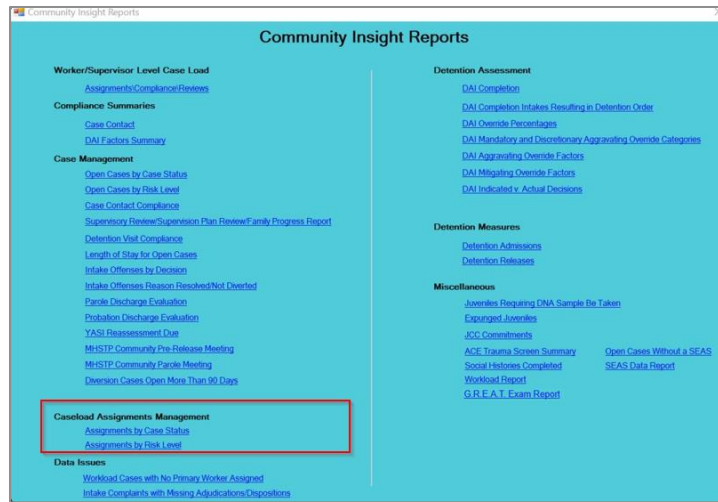 Community Insight Reports
Community Insight Reports
Worker/Supervisor Level Case Load
Assignments\Compliance\Reviews
Compliance Summaries
Case Contact
DAI Factors Summary
Case Management
Open Cases by Case Status
Open Cases by Risk Level
Case Contact Compliance
Supervisory Review/Supervision Plan Review/Family Progress Report
Detention Visit Compliance
Length of Stay for Open Cases
Intake Offenses by Decision
Intake Offenses Reason Resolved/Not Diverted
Parole Discharge Evaluation
Probation Discharge Evaluation
YASI Reassessment Due
MHSTP Community Pre-Release Meeting
MHSTP Community Parole Meeting
Diversion Cases Open More Than 90 Days
Caseload Assignments Management
Assignments by Case Status
Assignments by Risk Level
Data Issues
Workload Cases with No Primary Worker Assigned
Intake Complaints with Missing Adjudications/Dispositions
Detention Assessment
DAI Completion
DAI Completion Intakes Resulting in Detention Order
DAI Override Percentages
DAI Mandatory and Discretionary Aggravating Override Categories
DAI Aggravating Override Factors
DAI Mitigating Override Factors
DAI Indicated v. Actual Decisions
Detention Measures
Detention Admissions
Detention Releases
Miscellaneous
Juveniles Requiring DNA Sample Be Taken
Expunged Juveniles
JCC Commitments
ACE Trauma Screen Summary Open Cases Without a SEAS
Social Histories Completed SEAS Data Report
Workload Report
G.R.E.A.T. Exam Report